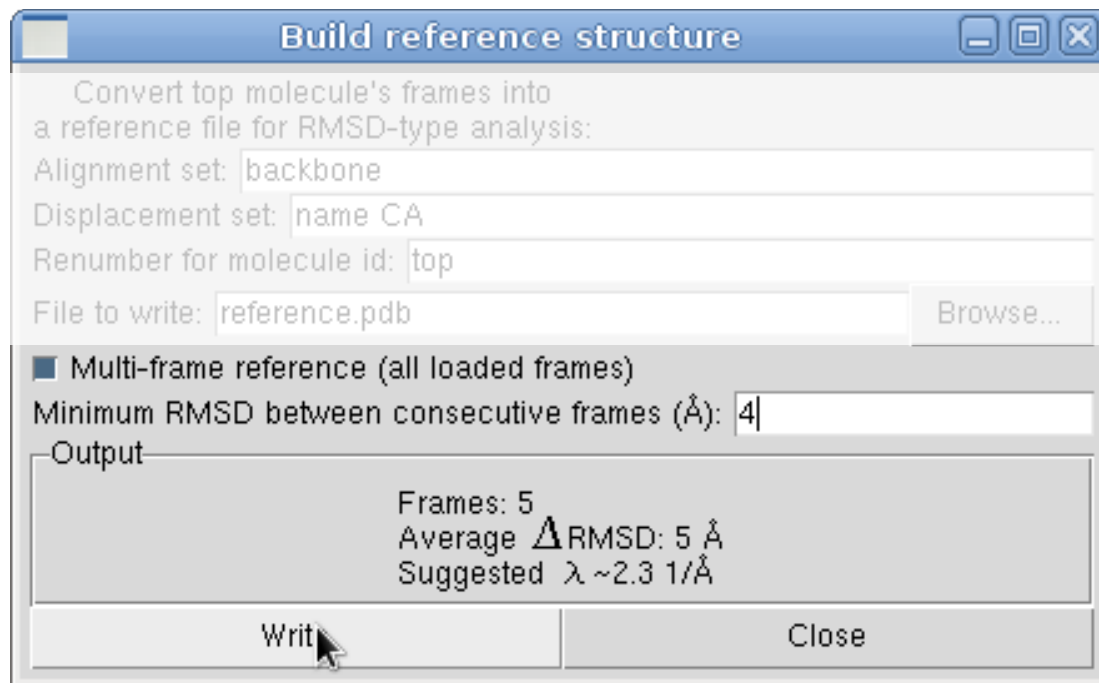 Build reference structure
Convert top molecule's frames into
a reference file for RMSD-type analysis:
Alignment set: backbone
Displacement set: name CA
Renumber for molecule id: top
File to write: reference.pdb Browse...
Multi-frame reference (all loaded frames)
Minimum RMSD between consecutive frames (Å): 4
Output
Frames: 5
Average Δ RMSD: 5 Å
Suggested λ ~2.3 1/Å
Writ Close